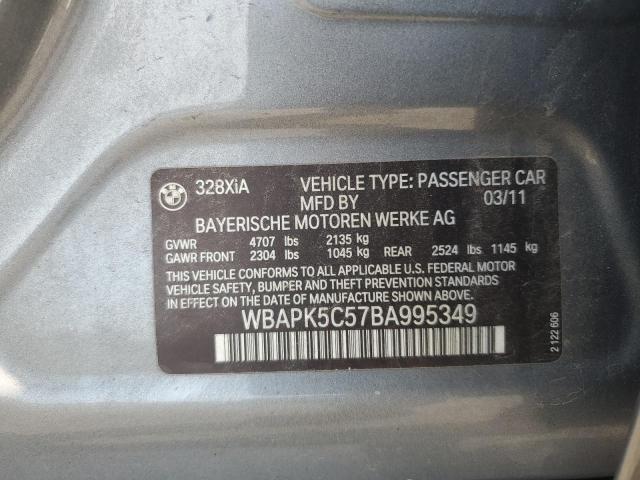 328XiA VEHICLE TYPE: PASSENGER CAR
MFD BY 03/11
BAYERISCHE MOTOREN WERKE AG
GVWR 4707 lbs 2135 kg
GAWR FRONT 2304 lbs 1045 kg REAR 2524 lbs 1145 kg
THIS VEHICLE CONFORMS TO ALL APPLICABLE U.S. FEDERAL MOTOR
VEHICLE SAFETY, BUMPER AND THEFT PREVENTION STANDARDS
IN EFFECT ON THE DATE OF MANUFACTURE SHOWN ABOVE.
WBAPK5C57BA995349
2 122 606